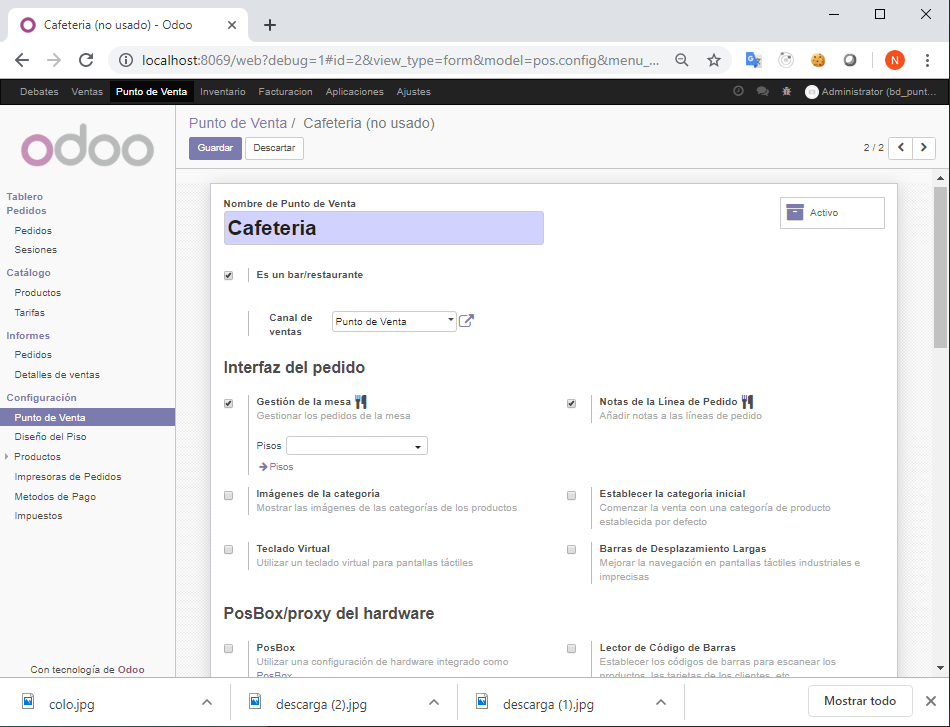 Cafeteria (no usado) - Odoo
localhost:8069/web?debug=1#id=2&view_type=form&model=pos.config&menu_...
N
Debates Ventas Punto de Venta Inventario Facturacion Aplicaciones Ajustes Administrator (bd_punt...
odoo
Punto de Venta / Cafeteria (no usado)
Guardar Descartar 2 / 2
Tablero
Pedidos
Pedidos
Sesiones
Catálogo
Productos
Tarifas
Informes
Pedidos
Detalles de ventas
Configuración
Punto de Venta
Diseño del Piso
Productos
Impresoras de Pedidos
Metodos de Pago
Impuestos
Con tecnología de Odoo
Nombre de Punto de Venta
Cafeteria
Activo
Es un bar/restaurante
Canal de
ventas
Punto de Venta
Interfaz del pedido
Gestión de la mesa
Gestionar los pedidos de la mesa
Pisos
Pisos
Notas de la Línea de Pedido
Añadir notas a las líneas de pedido
Imágenes de la categoría
Mostrar las imágenes de las categorías de los productos
Establecer la categoria inicial
Comenzar la venta con una categoría de producto
establecida por defecto
Teclado Virtual
Utilizar un teclado virtual para pantallas táctiles
Barras de Desplazamiento Largas
Mejorar la navegación en pantallas táctiles industriales e
imprecisas
PosBox/proxy del hardware
PosBox
Utilizar una configuración de hardware integrado como
PosBox
Lector de Código de Barras
Establecer los códigos de barras para escanear los
productos, las tarjetas de los clientes, etc.
colo.jpg
descarga (2).jpg
descarga (1).jpg
Mostrar todo